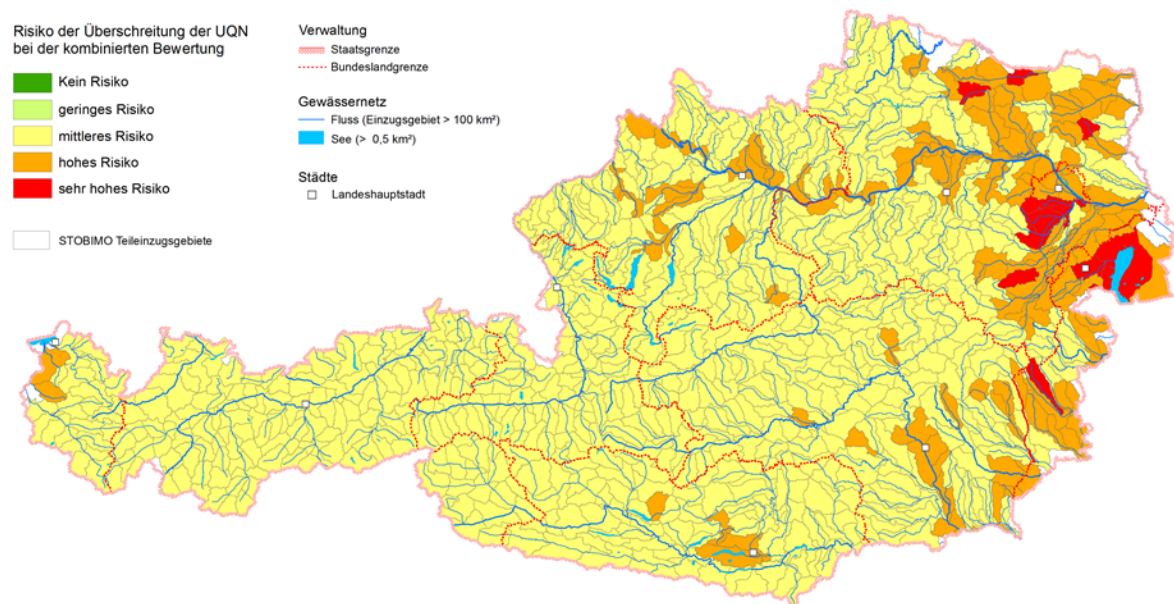 Risiko der Überschreitung der UQN
bei der kombinierten Bewertung
Kein Risiko
geringes Risiko
mittleres Risiko
hohes Risiko
sehr hohes Risiko
STOBIMO Teileinzugsgebiete
Verwaltung
Staatsgrenze
Bundeslandgrenze
Gewässernetz
Fluss (Einzugsgebiet > 100 km²)
See (> 0,5 km²)
Städte
Landeshauptstadt